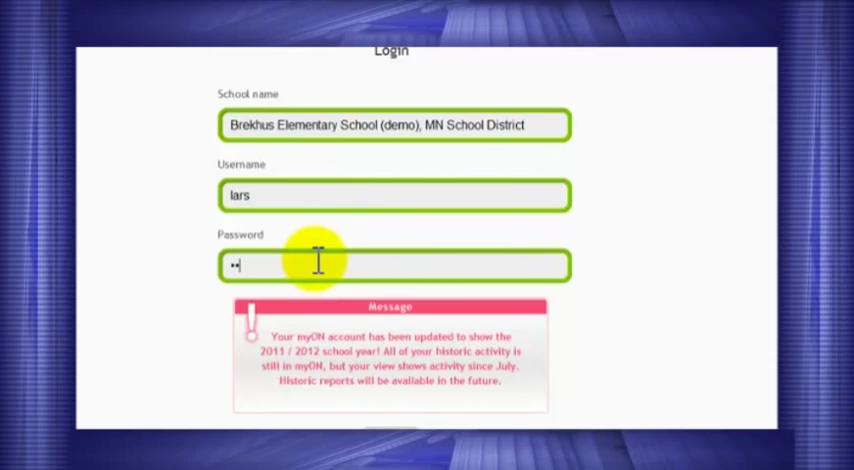 Login
School name
Brekhus Elementary School (demo), MN School District
Username
lars
Password
••
Message
Your myON account has been updated to show the
2011 / 2012 school year! All of your historic activity is
still in myON, but your view shows activity since July.
Historic reports will be available in the future.